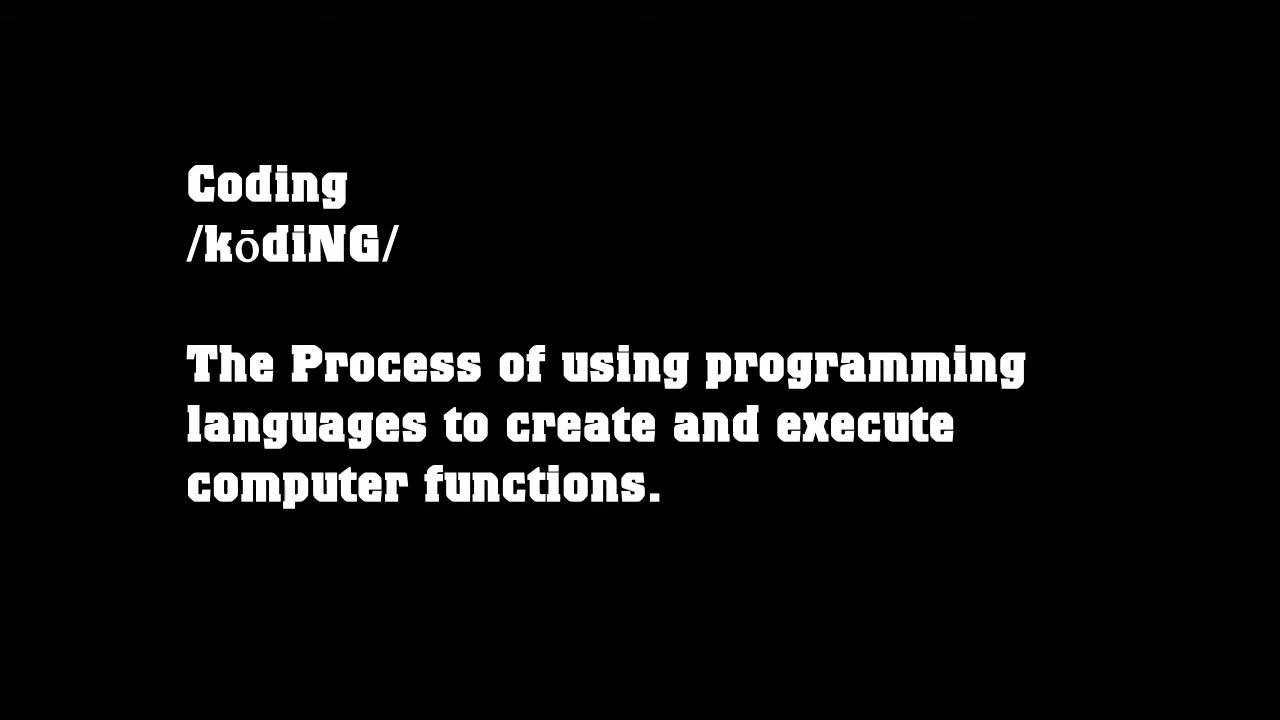 Coding
/kōdiNG/
The Process of using programming
languages to create and execute
computer functions.